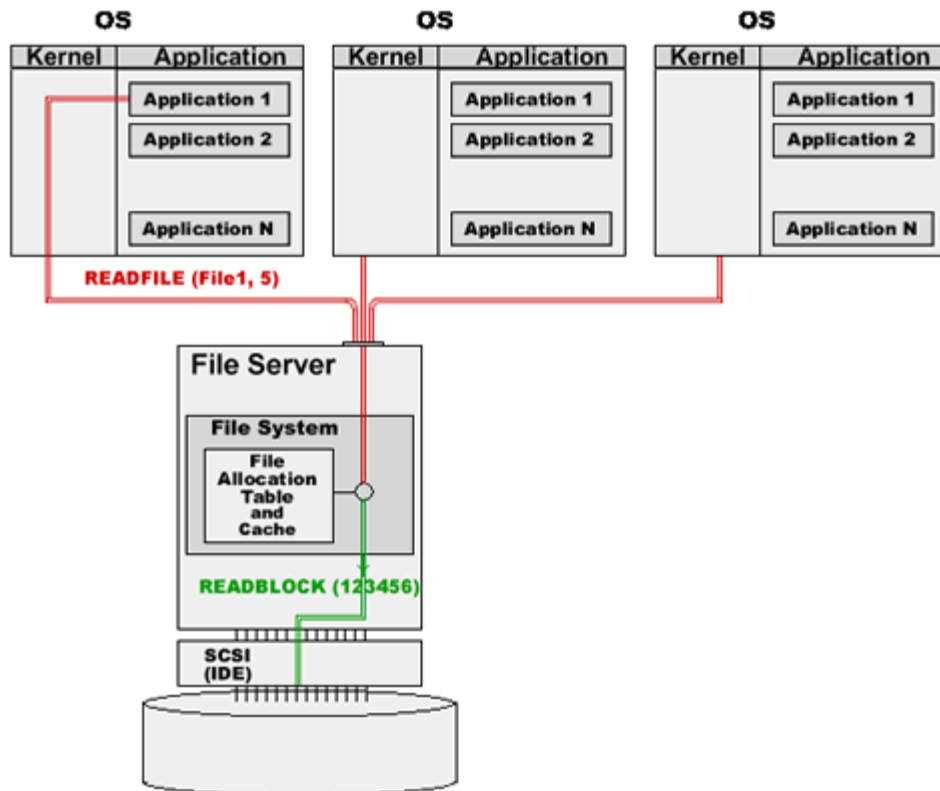 OS OS OS
Kernel Application Kernel Application Kernel Application
Application 1 Application 1 Application 1
Application 2 Application 2 Application 2
Application N Application N Application N
READFILE (File1, 5)
File Server
File System
File
Allocation
Table
and
Cache
READBLOCK (123456)
SCSI
(IDE)